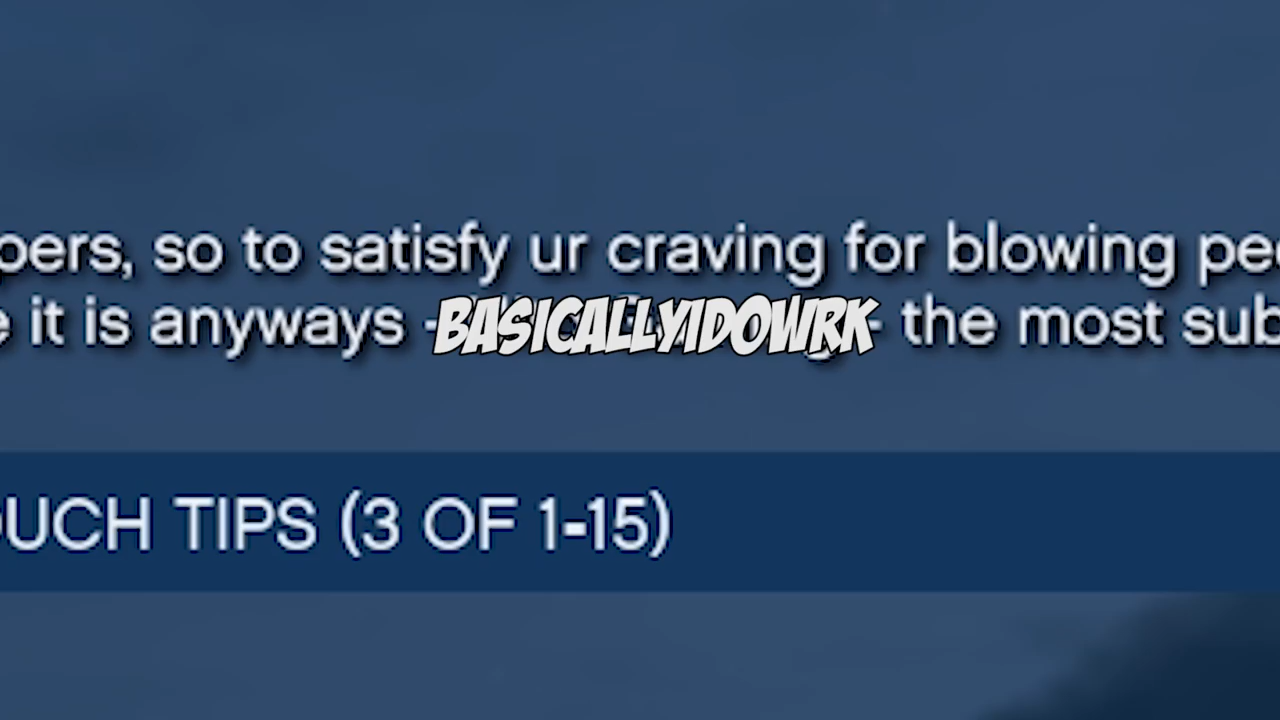 pers, so to satisfy ur craving for blowing pe
e it is anyways - BASICALLYIDOWRK - the most sub
OUCH TIPS (3 OF 1-15)